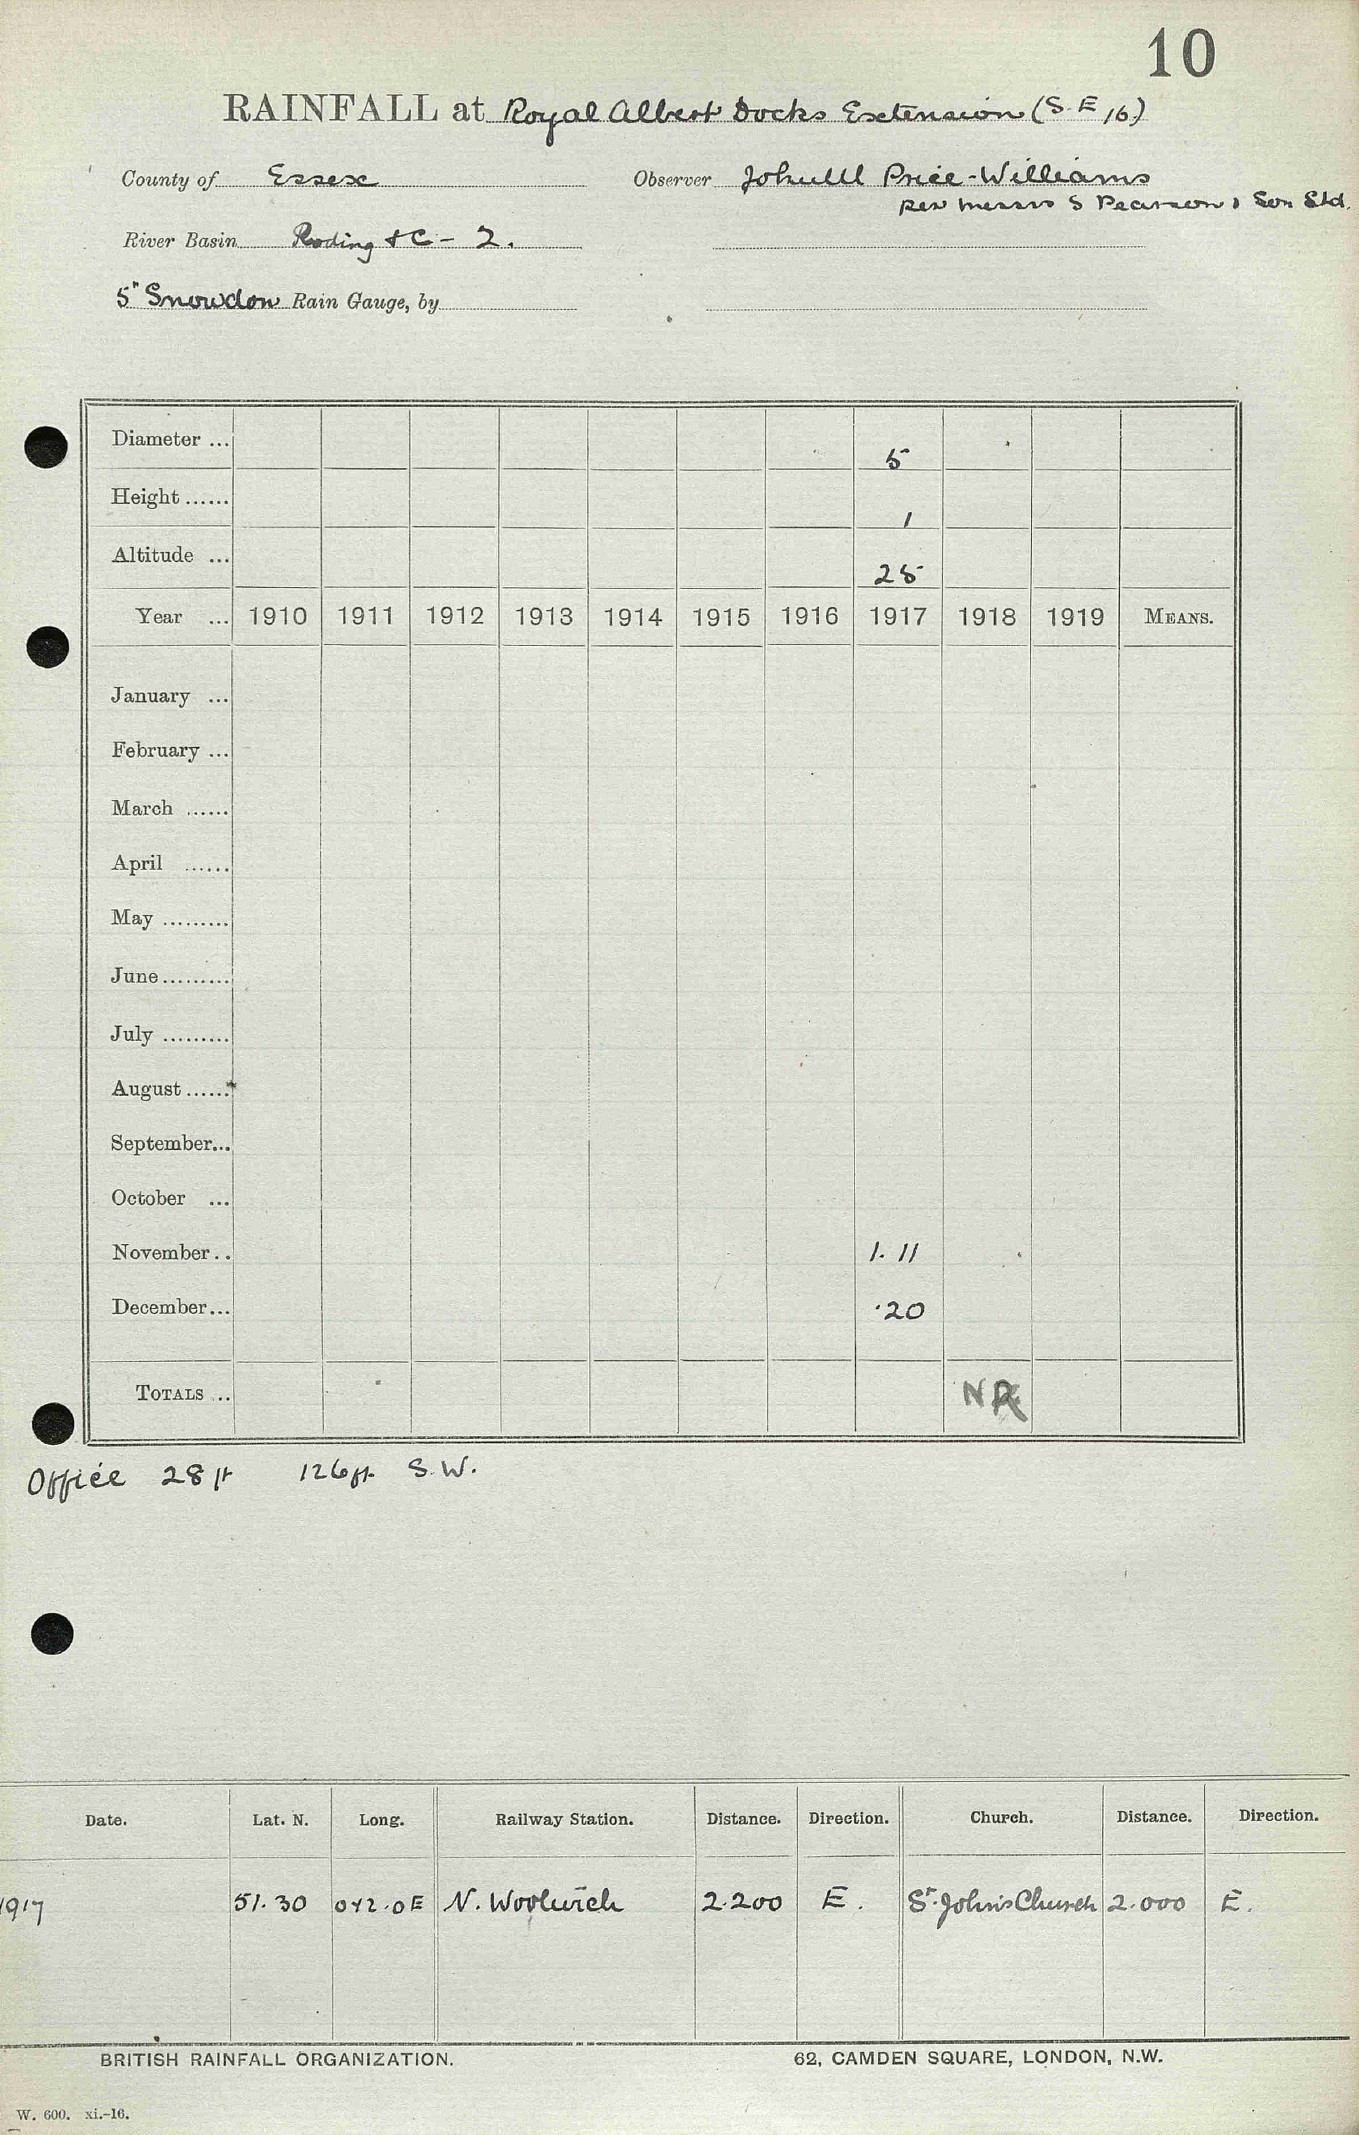 10
RAINFALL at Royal Albert Docks Extension (S.E 16)
County of Essex Observer Price-Williams
per Messrs S Pearson & Son Ltd.
River Basin Roding &C - 2.
5" Snowdon Rain Gauge, by
Diameter ... 5
Height ...... 1
Altitude ... 25
Year ... 1910 1911 1912 1913 1914 1915 1916 1917 1918 1919 MEANS.
January ...
February ...
March ......
April ......
May .........
June .........
July .........
August ......
September...
October ...
November.. 1.11
December... .20
TOTALS .. NR
Office 28 ft 126 ft. S.W.
Date. Lat. N. Long. Railway Station. Distance. Direction. Church. Distance. Direction.
1917 51.30 0 E N. Woolwich 2.200 E. St. John's Church 2.000 E.
BRITISH RAINFALL ORGANIZATION. 62, CAMDEN SQUARE, LONDON, N.W.
W. 600. xi.-16.